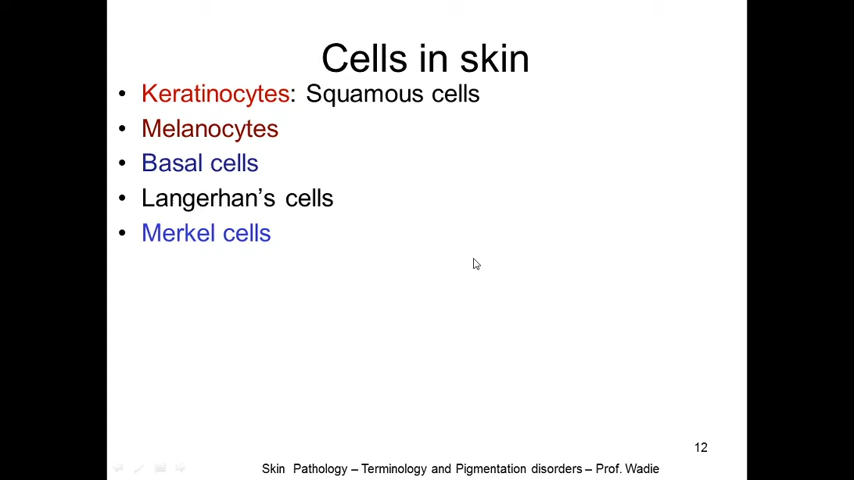 Cells in skin
• Keratinocytes: Squamous cells
• Melanocytes
• Basal cells
• Langerhan's cells
• Merkel cells
12
Skin Pathology – Terminology and Pigmentation disorders – Prof. Wadie